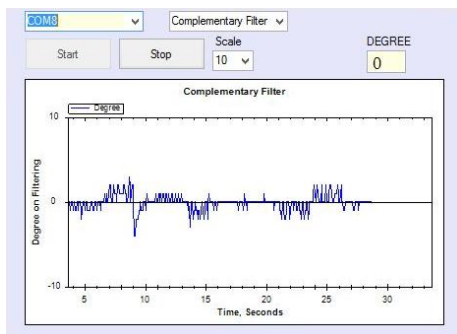 COM8 Complementary Filter
Start Stop Scale DEGREE
10 0
Complementary Filter
Degree
10
0
-10
Degree on Filtering
5 10 15 20 25 30
Time, Seconds